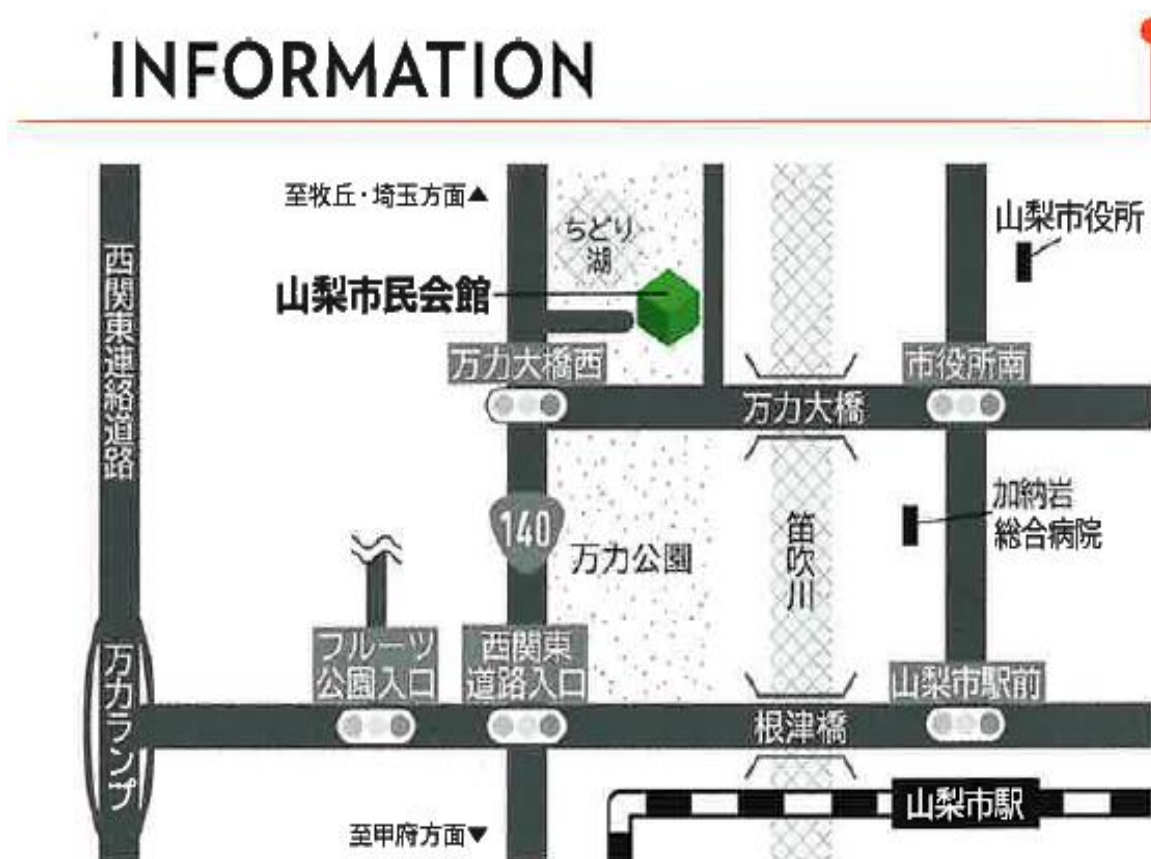 INFORMATION
至牧丘・埼玉方面▲
ちどり
湖
山梨市役所
西関東連絡道路
山梨市民会館
万力大橋西
市役所南
万力大橋
140
加納岩
総合病院
万力公園
笛吹川
フルーツ
公園入口
西関東
道路入口
山梨市駅前
万力ランプ
根津橋
山梨市駅
至甲府方面▼